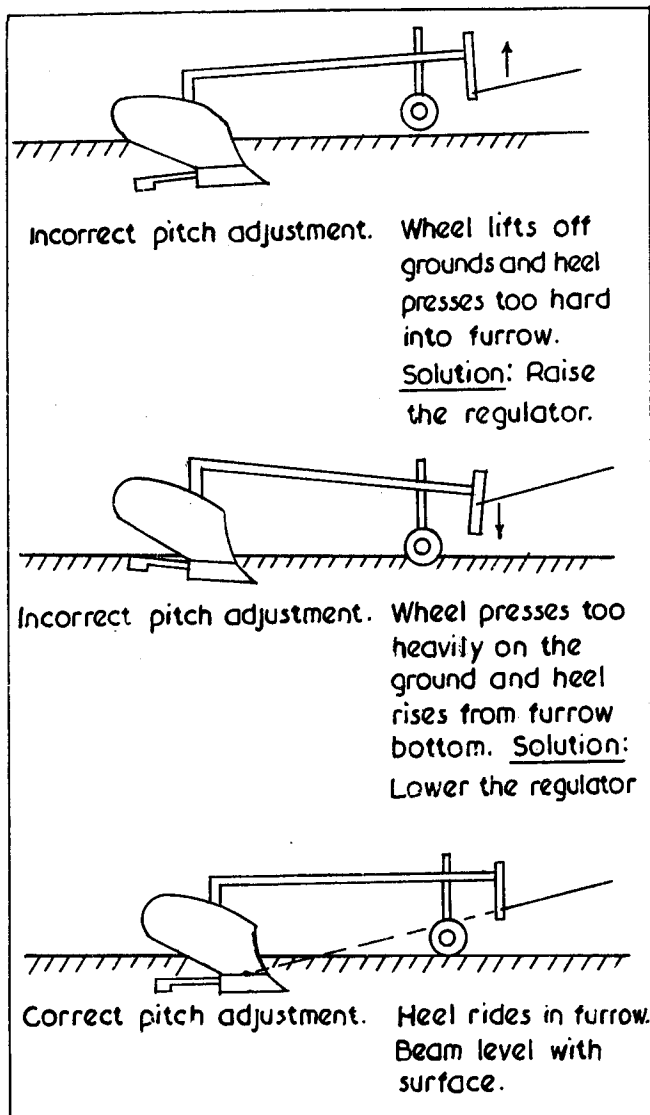 Incorrect pitch adjustment.
Wheel lifts off
grounds and heel
presses too hard
into furrow.
Solution: Raise
the regulator.
Incorrect pitch adjustment.
Wheel presses too
heavily on the
ground and heel
rises from furrow
bottom. Solution:
Lower the regulator
Correct pitch adjustment.
Heel rides in furrow.
Beam level with
surface.